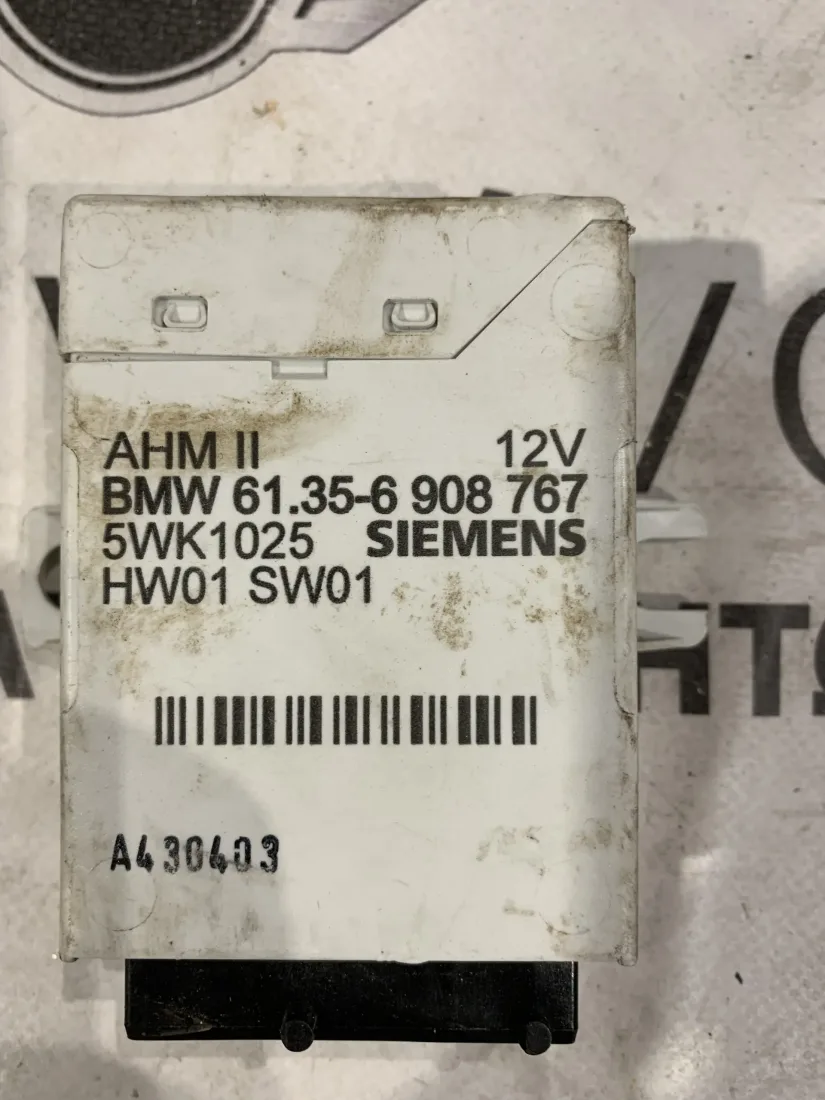 AHM II 12V
BMW 61.35-6 908 767
5WK1025 SIEMENS
HW01 SW01
A430403